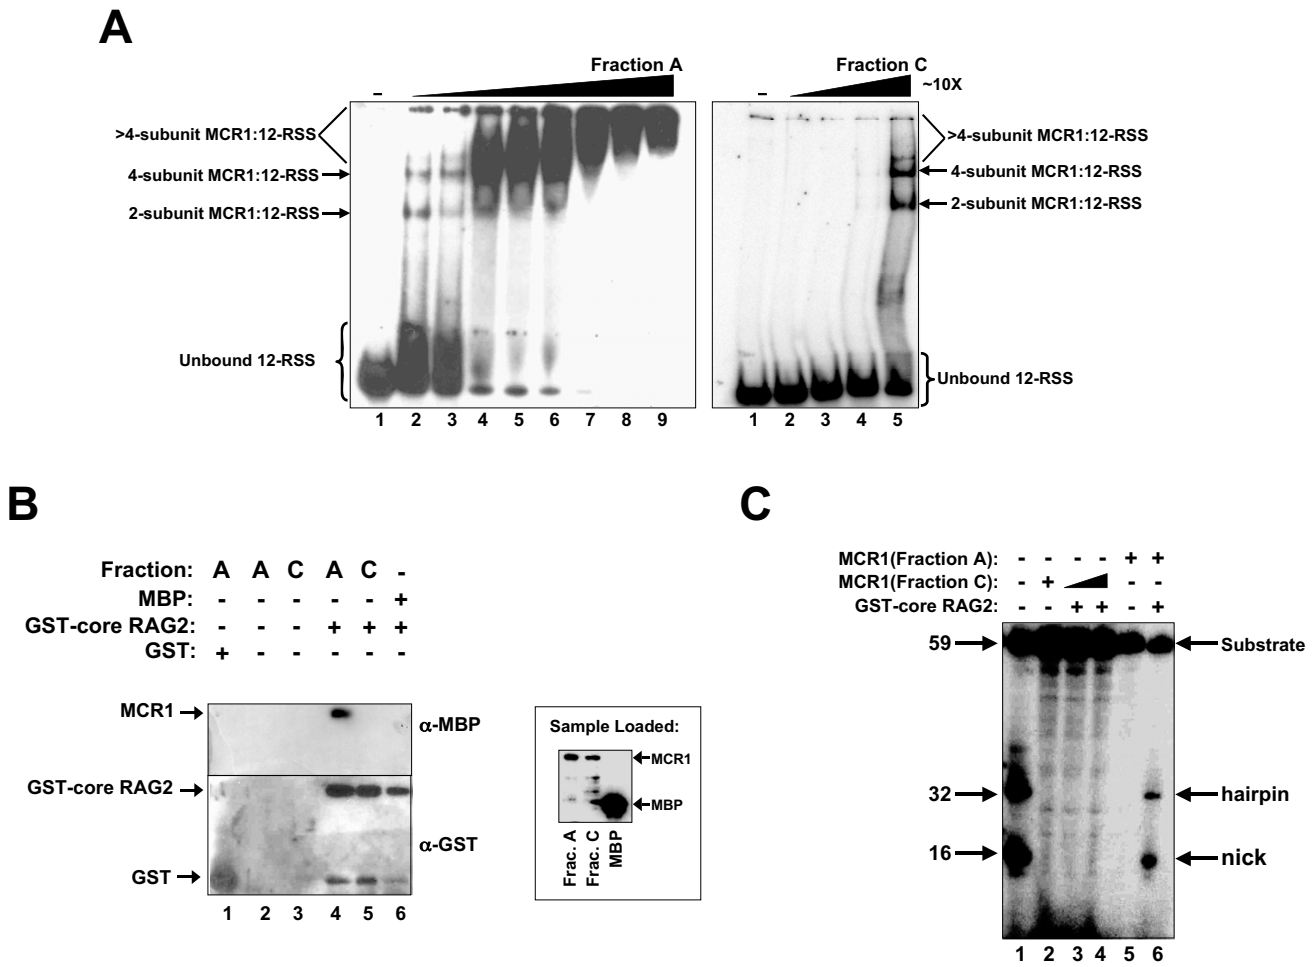 A
Fraction A
–
>4-subunit MCR1:12-RSS
4-subunit MCR1:12-RSS
2-subunit MCR1:12-RSS
Unbound 12-RSS
1 2 3 4 5 6 7 8 9
Fraction C
~10X
–
>4-subunit MCR1:12-RSS
4-subunit MCR1:12-RSS
2-subunit MCR1:12-RSS
Unbound 12-RSS
1 2 3 4 5
B
Fraction: A A C A C -
MBP: - - - - - +
GST-core RAG2: - - - + + +
GST: + - - - - -
MCR1
α-MBP
GST-core RAG2
α-GST
GST
1 2 3 4 5 6
Sample Loaded:
MCR1
MBP
Frac. A
Frac. C
MBP
C
MCR1(Fraction A): - - - - + +
MCR1(Fraction C): - + - -
GST-core RAG2: - - + + - +
59
Substrate
32
hairpin
16
nick
1 2 3 4 5 6